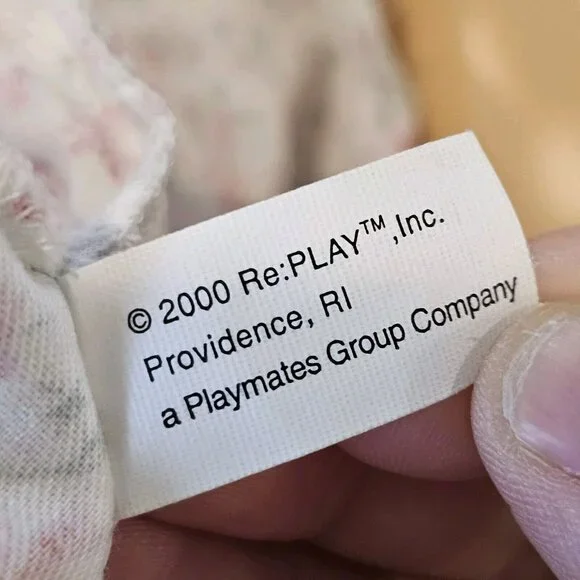 © 2000 Re:PLAY™,Inc.
Providence, RI
a Playmates Group Company